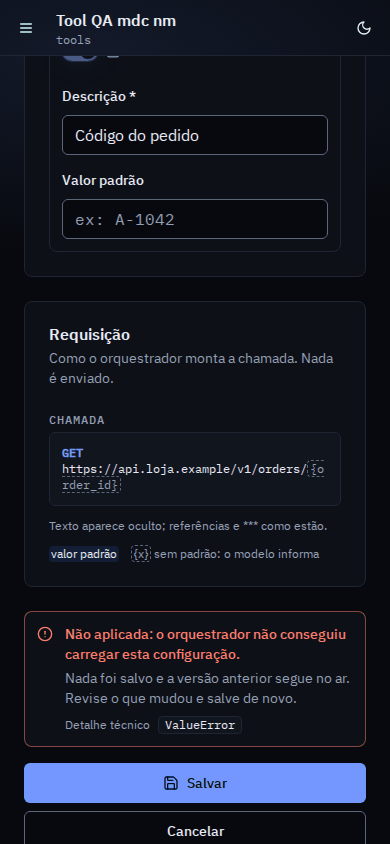 Tool QA mdc nm
tools
Descrição *
Código do pedido
Valor padrão
ex: A-1042
Requisição
Como o orquestrador monta a chamada. Nada
é enviado.
CHAMADA
GET
https://api.loja.example/v1/orders/{o
rder_id}
Texto aparece oculto; referências e *** como estão.
valor padrão {x} sem padrão: o modelo informa
Não aplicada: o orquestrador não conseguiu
carregar esta configuração.
Nada foi salvo e a versão anterior segue no ar.
Revise o que mudou e salve de novo.
Detalhe técnico ValueError
Salvar
Cancelar